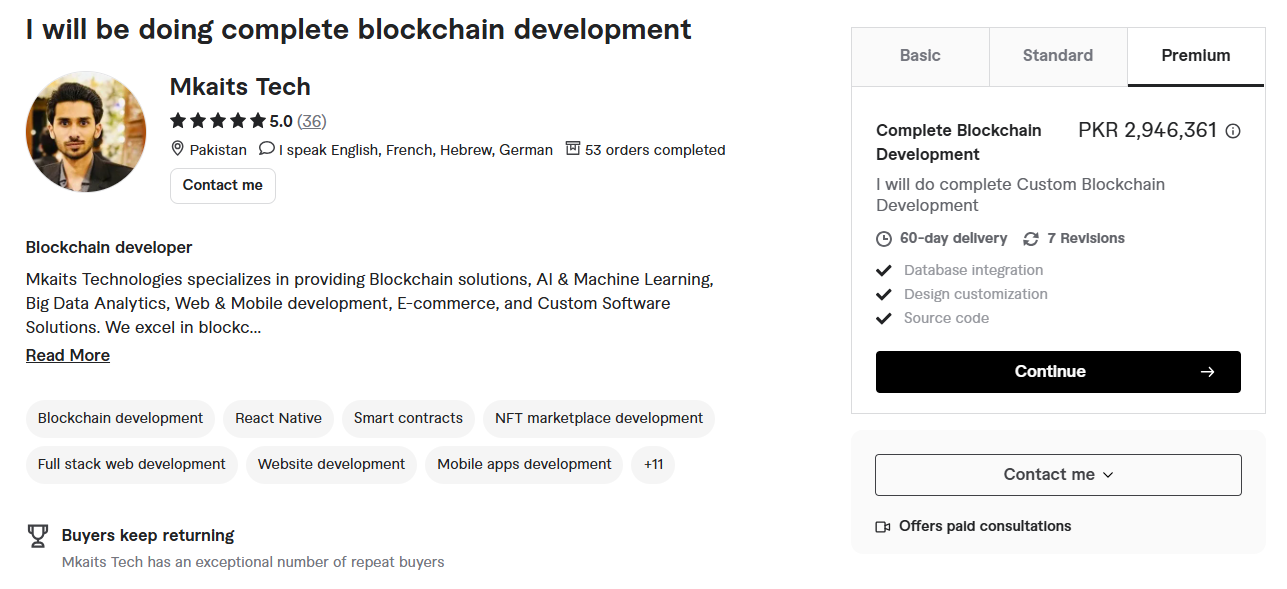 I will be doing complete blockchain development
Mkaits Tech
5.0 (36)
Pakistan I speak English, French, Hebrew, German 53 orders completed
Contact me
Blockchain developer
Mkaits Technologies specializes in providing Blockchain solutions, AI & Machine Learning,
Big Data Analytics, Web & Mobile development, E-commerce, and Custom Software
Solutions. We excel in blockc...
Read More
Blockchain development React Native Smart contracts NFT marketplace development
Full stack web development Website development Mobile apps development +11
Buyers keep returning
Mkaits Tech has an exceptional number of repeat buyers
Basic Standard Premium
Complete Blockchain PKR 2,946,361
Development
I will do complete Custom Blockchain
Development
60-day delivery 7 Revisions
Database integration
Design customization
Source code
Continue
Contact me
Offers paid consultations